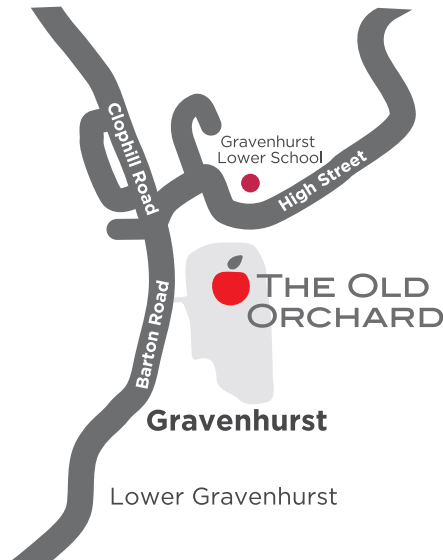 Clophill Road
Gravenhurst
Lower School
High Street
THE OLD
ORCHARD
Barton Road
Gravenhurst
Lower Gravenhurst